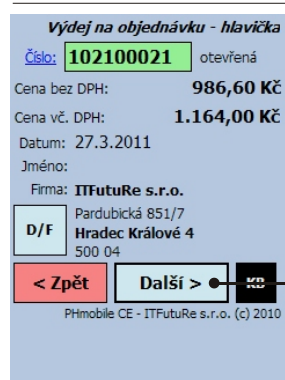 Výdej na objednávku - hlavička
Číslo: 102100021 otevřená
Cena bez DPH: 986,60 Kč
Cena vč. DPH: 1.164,00 Kč
Datum: 27.3.2011
Jméno:
Firma: ITFutuRe s.r.o.
D/F
Pardubická 851/7
Hradec Králové 4
500 04
< Zpět Další > KB
PHmobile CE - ITFutuRe s.r.o. (c) 2010